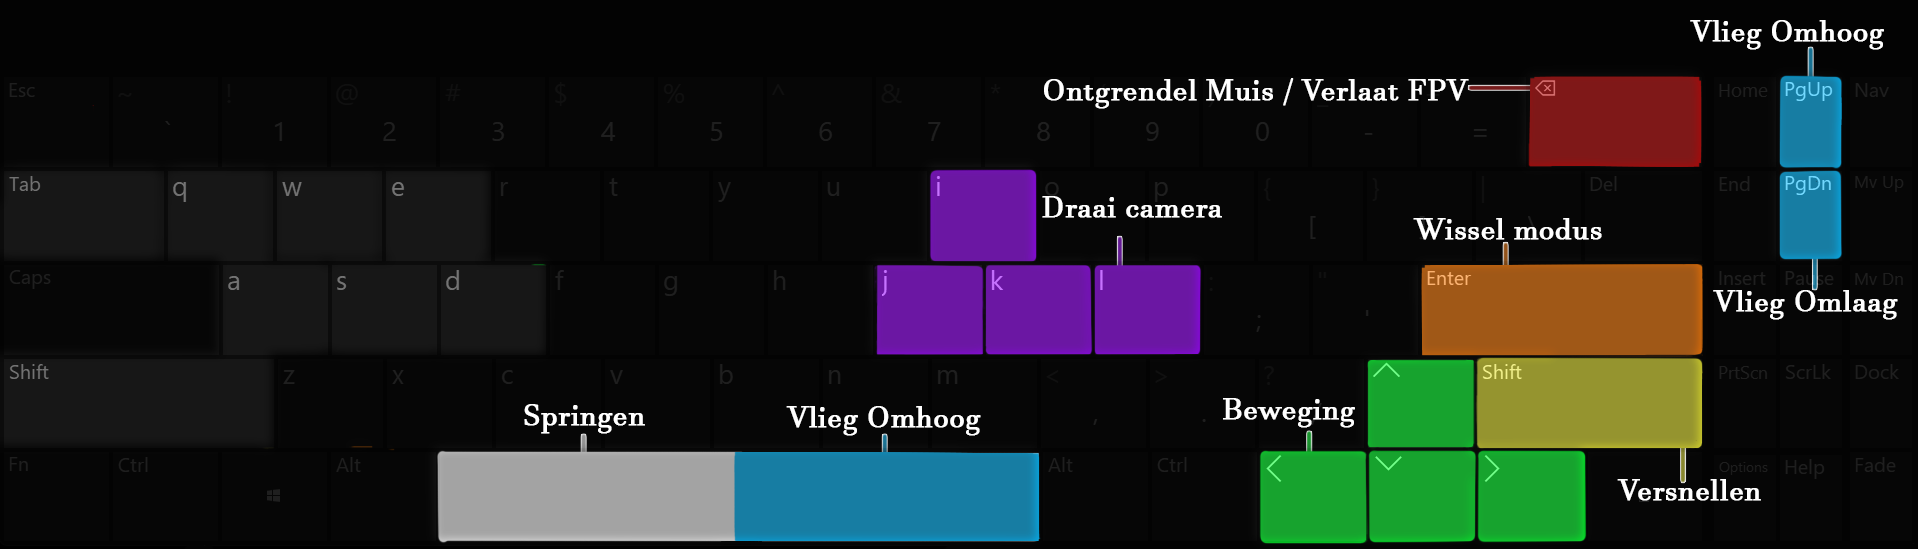 Vlieg Omhoog
Ontgrendel Muis / Verlaat FPV
Esc ~ ` ! 1 @ 2 # 3 $ 4 % 5 ^ 6 & 7 * 8 9 0 - = Home PgUp Nav
Tab q w e r t y u i o p { [ } | \ Del End PgDn Mv Up
Draai camera
Wissel modus
Caps a s d f g h j k l : ; " ' Enter Insert Pause Mv Dn
Vlieg Omlaag
Shift z x c v b n m < , > . ? Shift PrtScn ScrLk Dock
Springen
Vlieg Omhoog
Beweging
Fn Ctrl Alt Alt Ctrl Options Help Fade
Versnellen